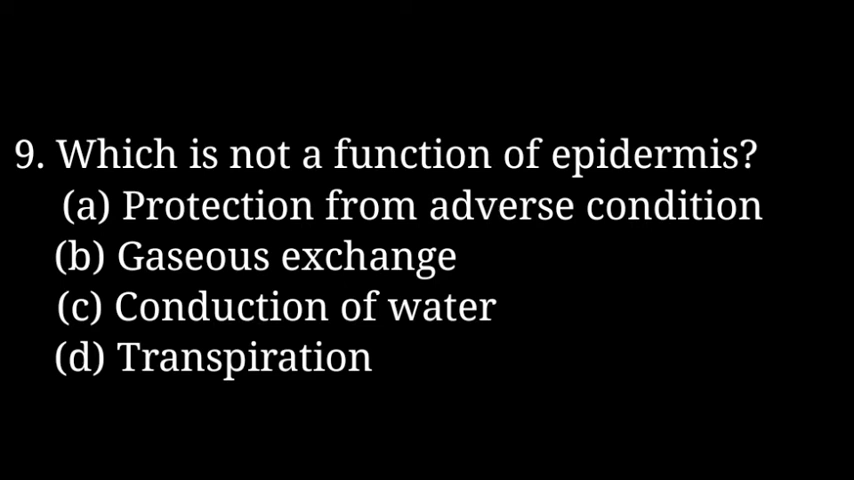 9. Which is not a function of epidermis?
(a) Protection from adverse condition
(b) Gaseous exchange
(c) Conduction of water
(d) Transpiration